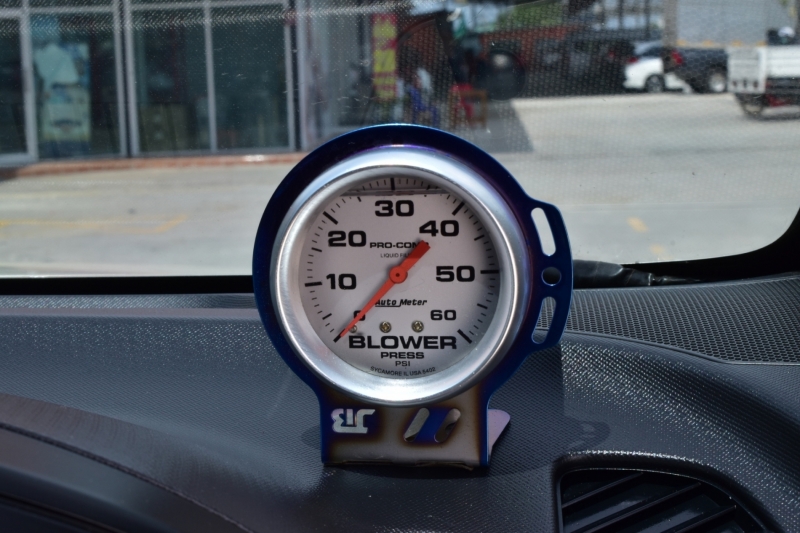 30
20 40
PRO-COMP
LIQUID FILLED
10 50
Auto Meter
0 60
BLOWER
PRESS
PSI
SYCAMORE IL USA 5400